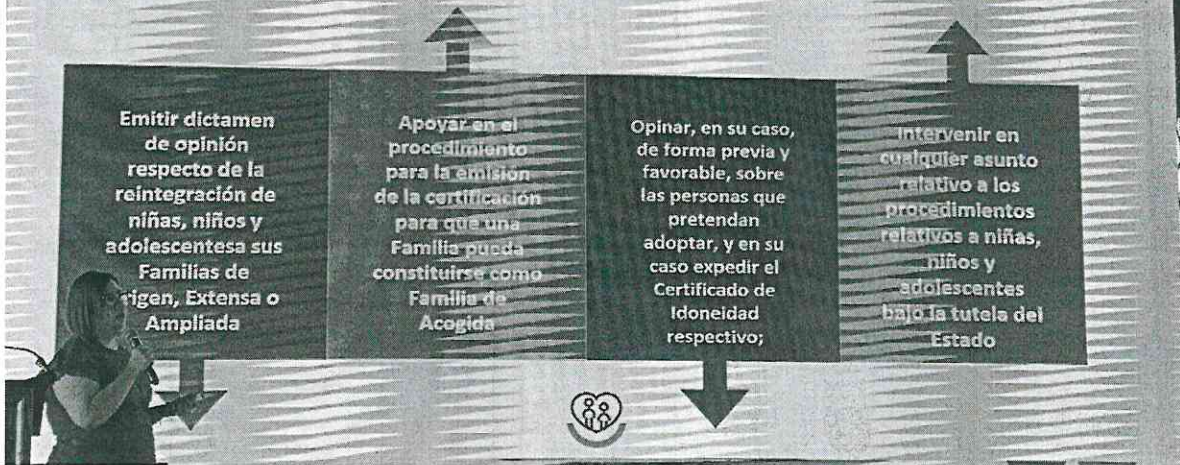 Emitir dictamen
de opinión
respecto de la
reintegración de
niñas, niños y
adolescentesa sus
Familias de
rigen, Extensa o
Ampliada
Apoyar en el
procedimiento
para la emisión
de la certificación
para que una
Familia pueda
constituirse como
Familia de
Acogida
Opinar, en su caso,
de forma previa y
favorable, sobre
las personas que
pretendan
adoptar, y en su
caso expedir el
Certificado de
Idoneidad
respectivo;
Intervenir en
cualquier asunto
relativo a los
procedimientos
relativos a niñas,
niños y
adolescentes
bajo la tutela del
Estado